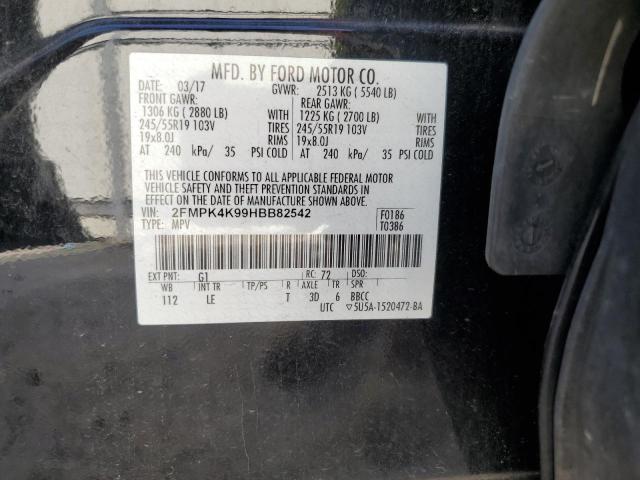 MFD. BY FORD MOTOR CO.
DATE: 03/17 GVWR: 2513 KG ( 5540 LB)
FRONT GAWR: REAR GAWR:
1306 KG ( 2880 LB) WITH 1225 KG ( 2700 LB) WITH
245/55R19 103V TIRES 245/55R19 103V TIRES
19x8.0J RIMS 19x8.0J RIMS
AT 240 kPa/ 35 PSI COLD AT 240 kPa/ 35 PSI COLD
THIS VEHICLE CONFORMS TO ALL APPLICABLE FEDERAL MOTOR
VEHICLE SAFETY AND THEFT PREVENTION STANDARDS IN
EFFECT ON THE DATE OF MANUFACTURE SHOWN ABOVE.
VIN: 2FMPK4K99HBB82542 F0186
TYPE: MPV T0386
EXT PNT: G1 RC: 72 DSO:
WB INT TR TP/PS R AXLE TR SPR
112 LE T 3D 6 BBCC
UTC ▽5U5A-1520472-BA